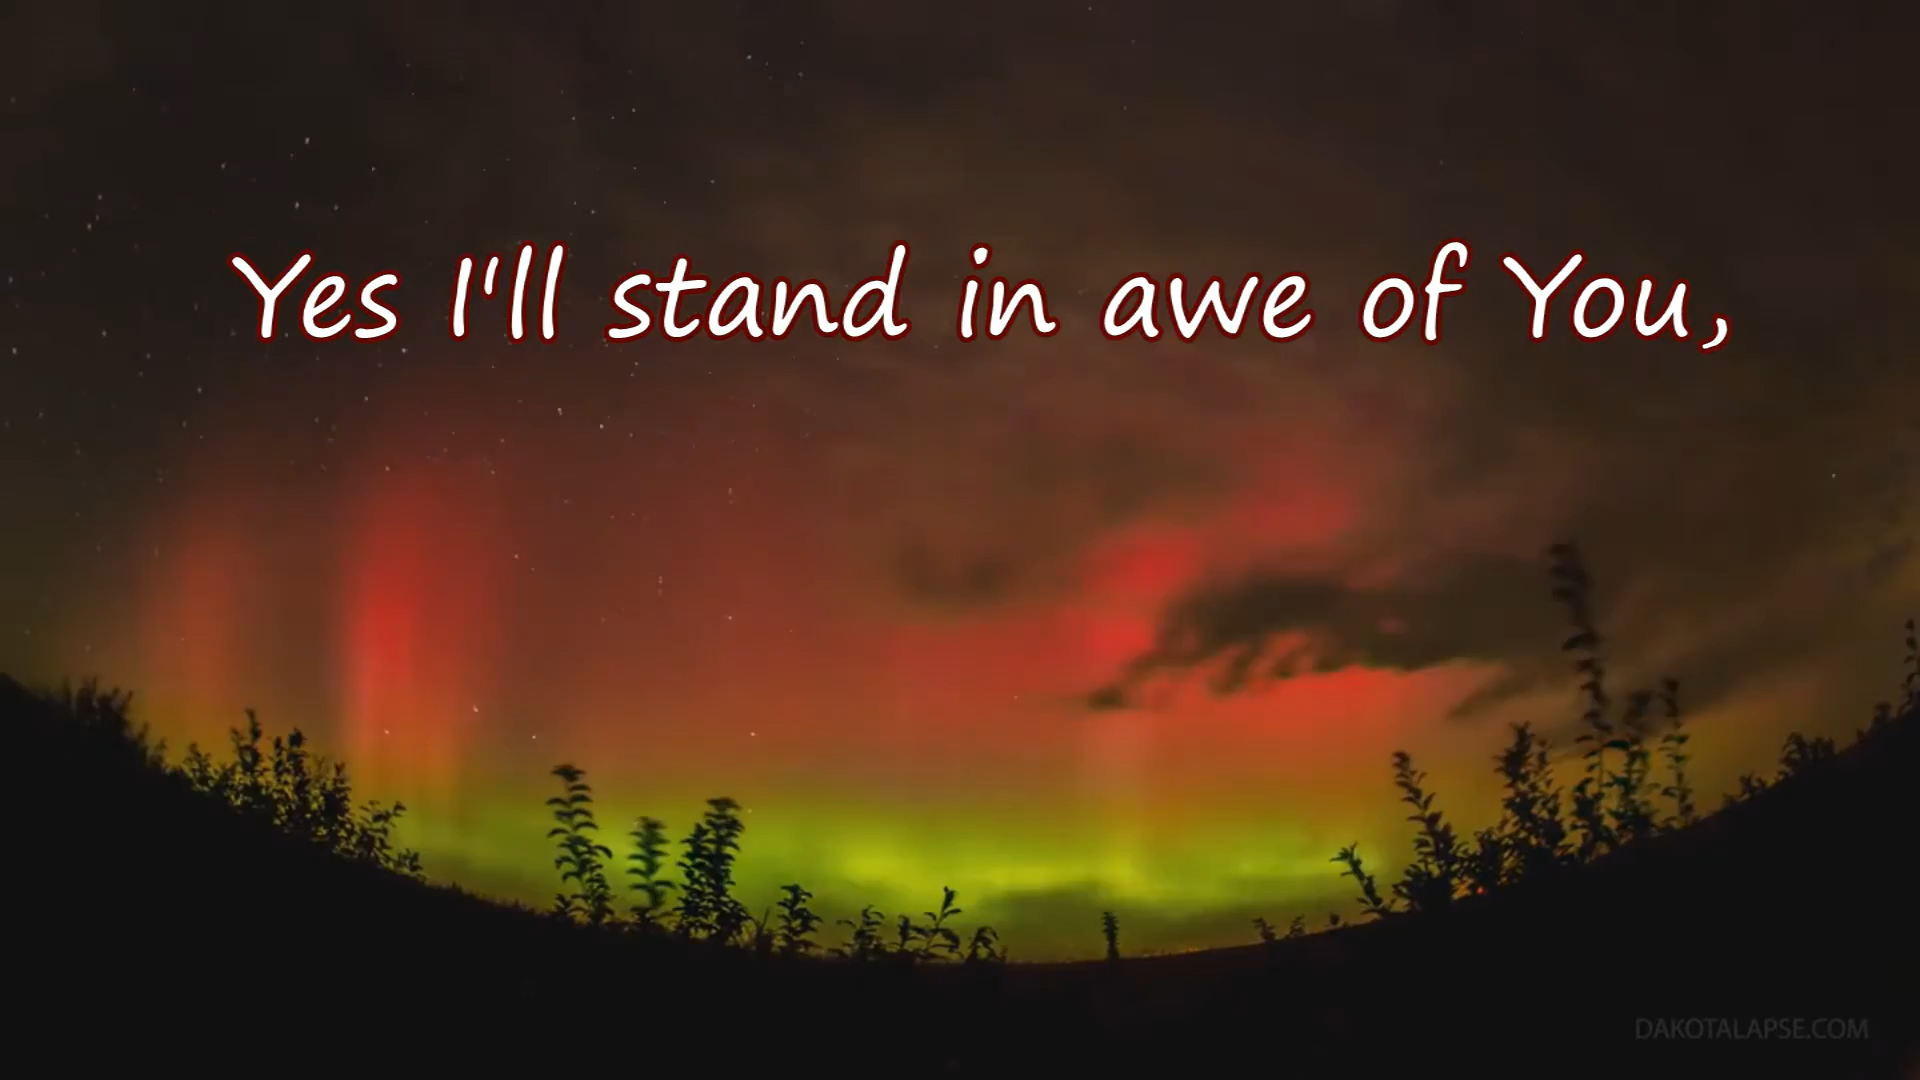 Yes I'll stand in awe of You,
DAKOTALAPSE.COM